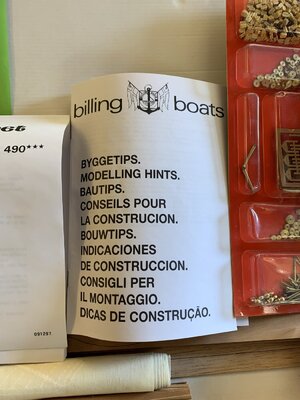 billing boats
BYGGETIPS.
MODELLING HINTS.
BAUTIPS.
CONSEILS POUR
LA CONSTRUCION.
BOUWTIPS.
INDICACIONES
DE CONSTRUCCION.
CONSIGLI PER
IL MONTAGGIO.
DICAS DE CONSTRUÇÃO.
490***